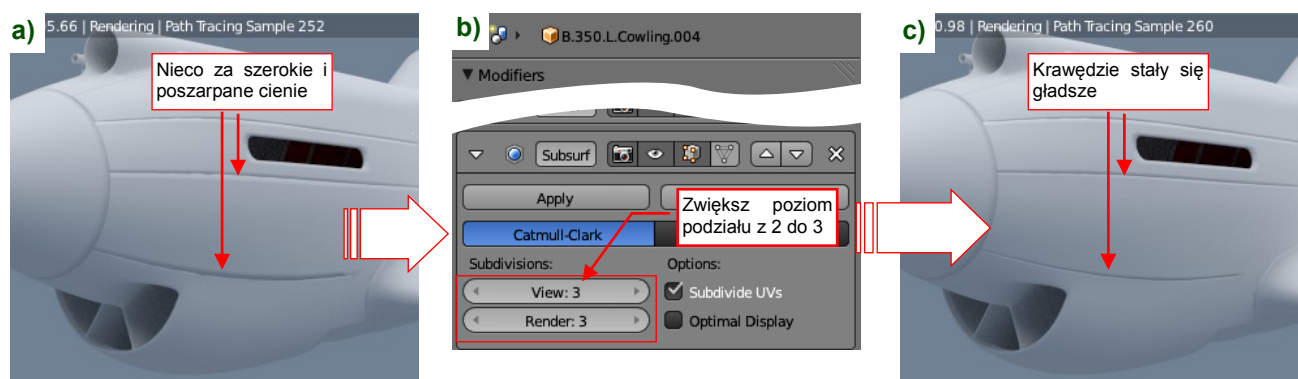 a)
5.66 | Rendering | Path Tracing Sample 252
Nieco za szerokie i
poszarpane cienie
b)
B.350.L.Cowling.004
Modifiers
Subsurf
Apply
Catmull-Clark
Zwiększ poziom
podziału z 2 do 3
Subdivisions:
Options:
View: 3
Subdivide UVs
Render: 3
Optimal Display
c)
0.98 | Rendering | Path Tracing Sample 260
Krawędzie stały się
gładsze